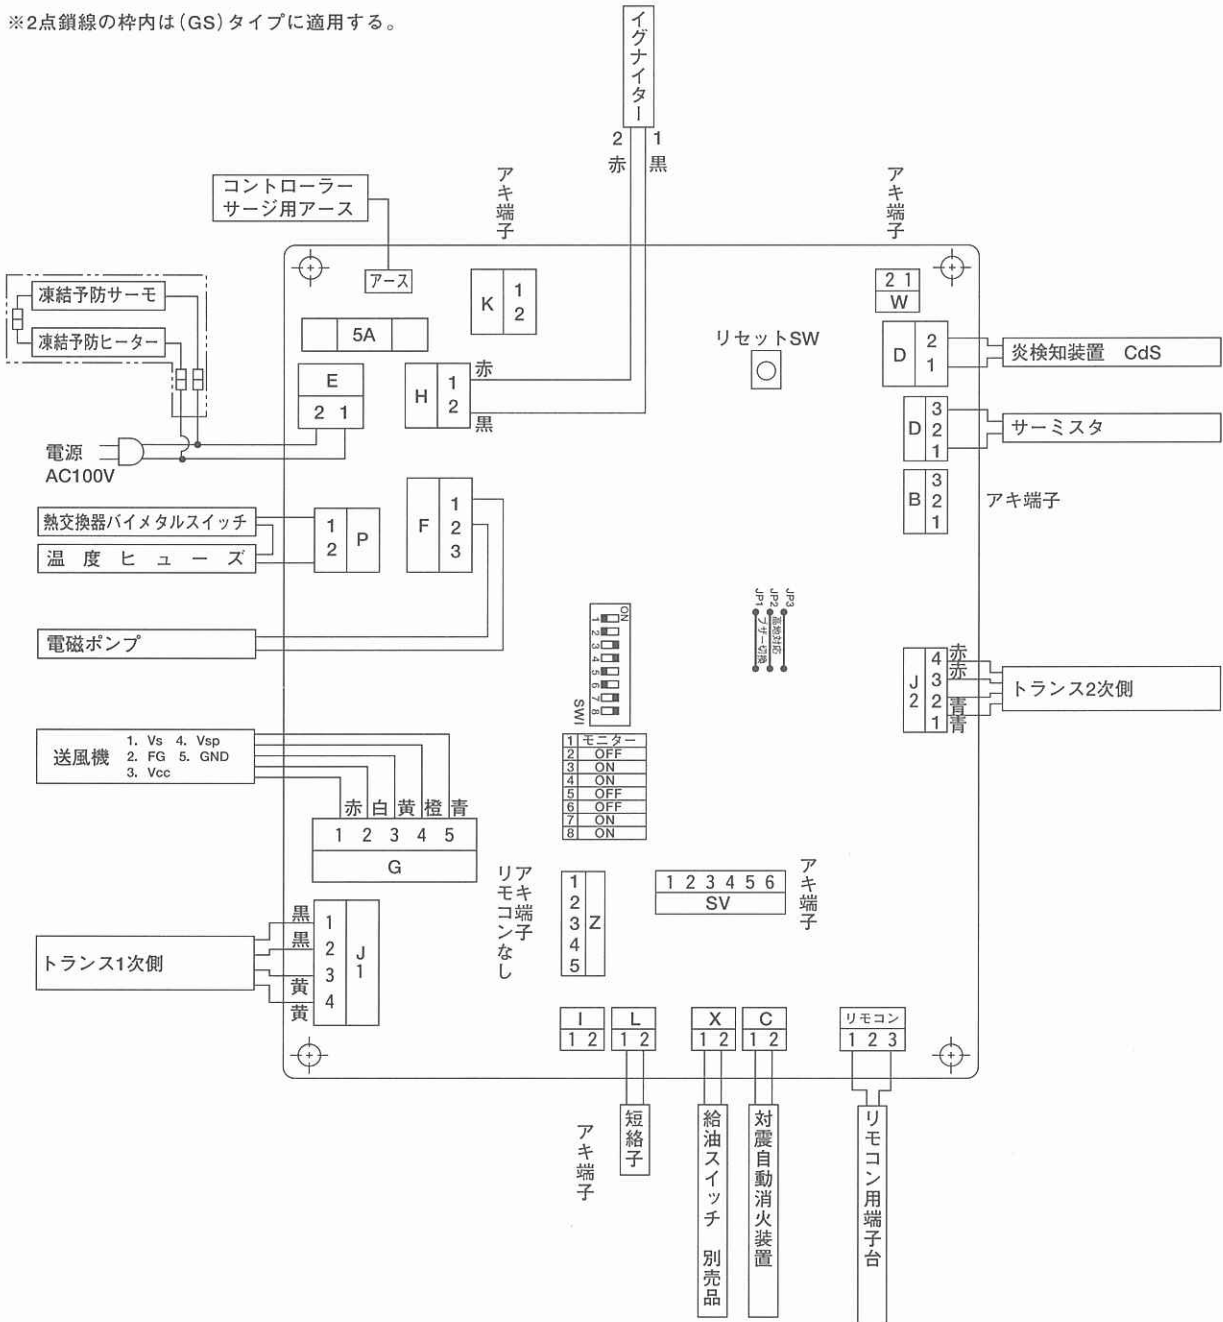 ※2点鎖線の枠内は(GS)タイプに適用する。
イグナイター
2 1
赤 黒
コントローラー
サージ用アース
アキ端子
アキ端子
アース
K
1
2
2 1
W
凍結予防サーモ
凍結予防ヒーター
5A
リセットSW
D
2
1
炎検知装置 CdS
E
2 1
H
1
2
赤
黒
D
3
2
1
サーミスタ
電源
AC100V
B
3
2
1
アキ端子
熱交換器バイメタルスイッチ
温度ヒューズ
1
2
P
F
1
2
3
電磁ポンプ
ON
1
2
3
4
5
6
7
8
SW1
JP1
JP2
JP3
ブザー切換
高地対応
J2
4
3
2
1
赤
赤
青
青
トランス2次側
送風機
1. Vs 4. Vsp
2. FG 5. GND
3. Vcc
1 モニター
2 OFF
3 ON
4 ON
5 OFF
6 OFF
7 ON
8 ON
赤 白 黄 橙 青
1 2 3 4 5
G
アキ端子
リモコンなし
1
2
3
4
5
Z
1 2 3 4 5 6
SV
アキ端子
トランス1次側
黒
黒
黄
黄
1
2
3
4
J1
I
1 2
L
1 2
X
1 2
C
1 2
リモコン
1 2 3
アキ端子
短絡子
給油スイッチ 別売品
対震自動消火装置
リモコン用端子台